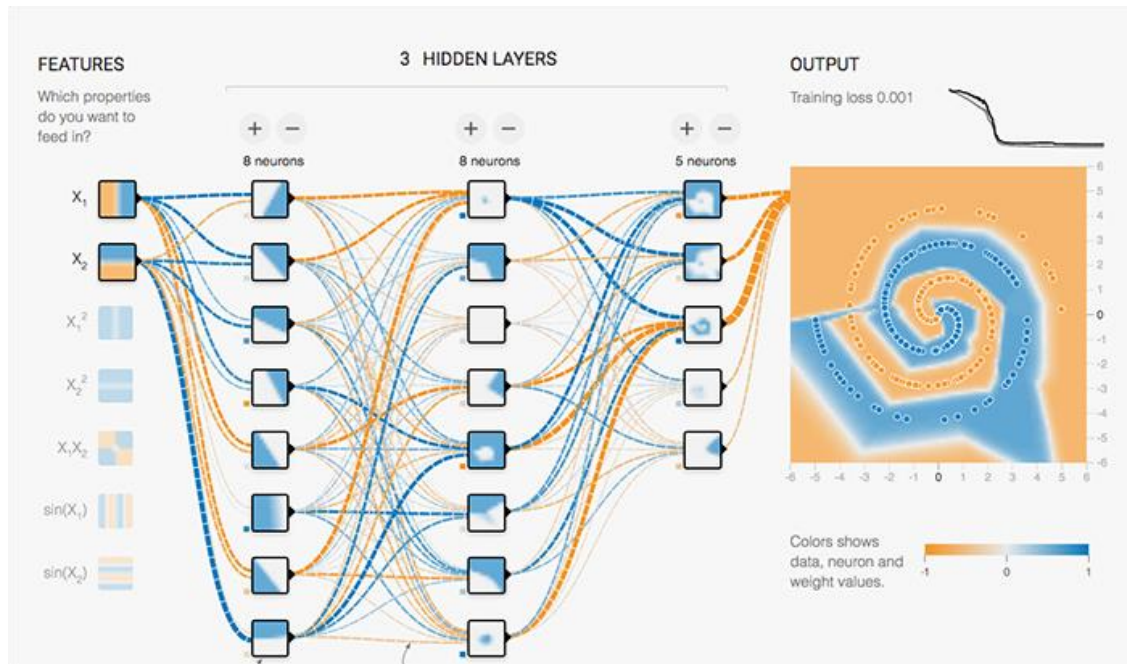 FEATURES
Which properties
do you want to
feed in?
X₁
X₂
X₁²
X₂²
X₁X₂
sin(X₁)
sin(X₂)
3 HIDDEN LAYERS
+ −
+ −
+ −
8 neurons
8 neurons
5 neurons
OUTPUT
Training loss 0.001
6
5
4
3
2
1
0
-1
-2
-3
-4
-5
-6
-6 -5 -4 -3 -2 -1 0 1 2 3 4 5 6
Colors shows
data, neuron and
weight values.
-1 0 1